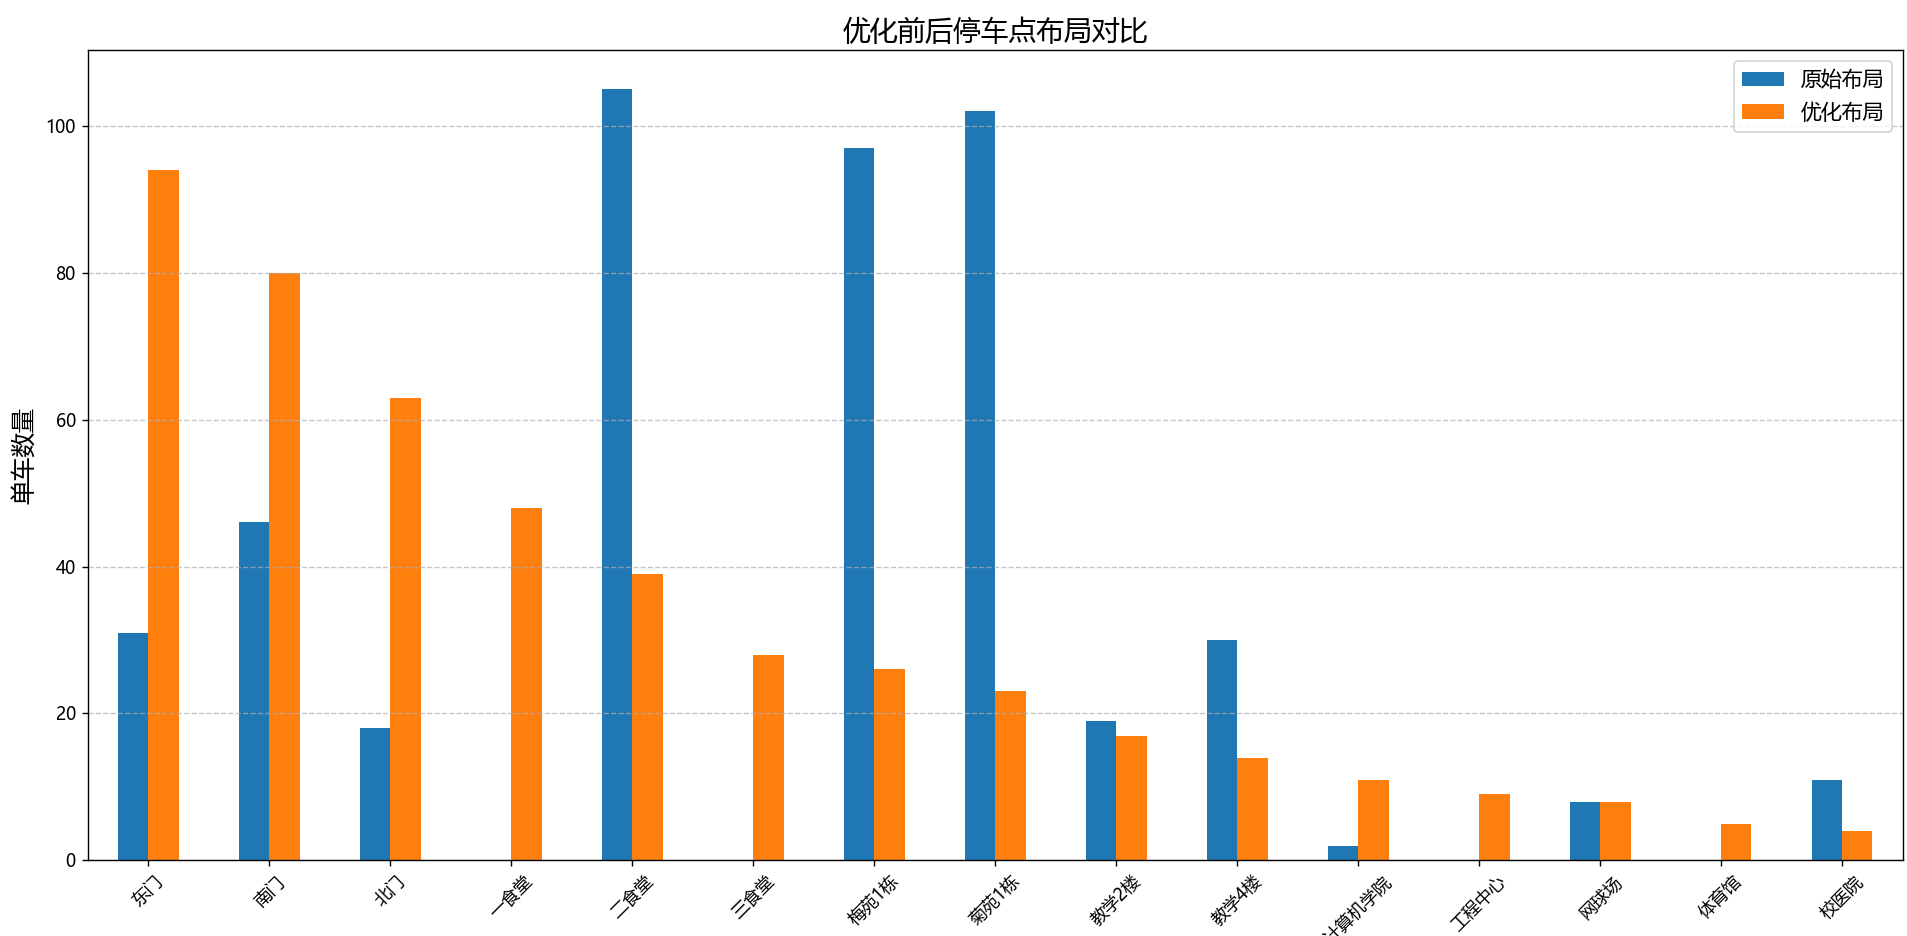 优化前后停车点布局对比
原始布局
优化布局
单车数量
100
80
60
40
20
0
东门
南门
北门
一食堂
二食堂
三食堂
梅苑1栋
菊苑1栋
教学2楼
教学4楼
计算机学院
工程中心
网球场
体育馆
校医院